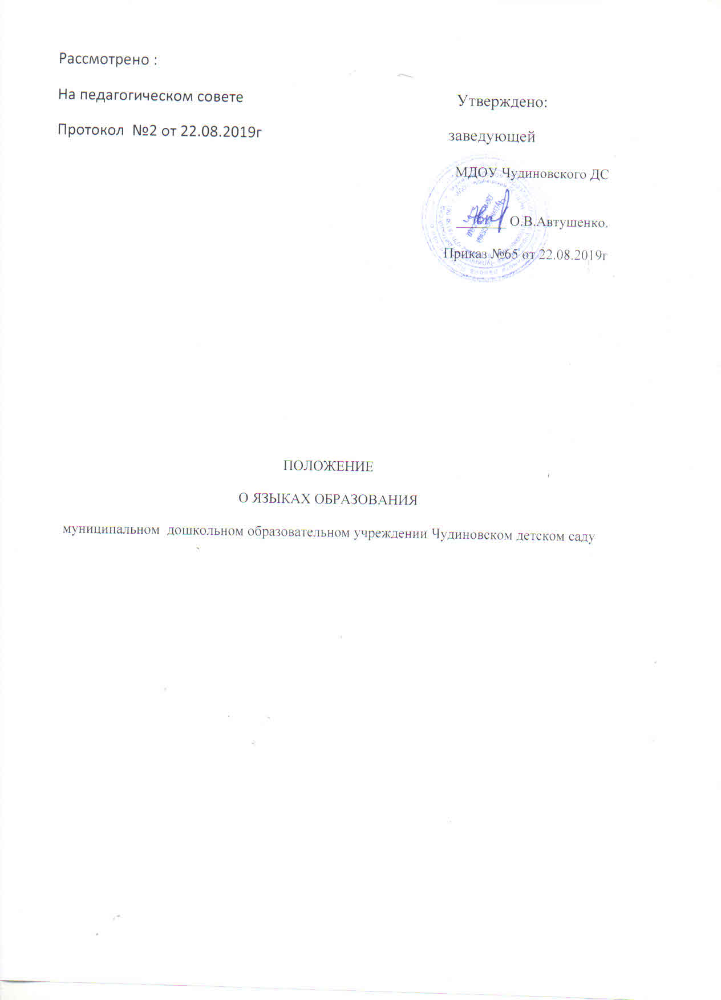 Рассмотрено :
На педагогическом совете
Протокол №2 от 22.08.2019г
Утверждено:
заведующей
МДОУ Чудиновского ДС
О.В.Автушенко.
Приказ №65 от 22.08.2019г
ПОЛОЖЕНИЕ
О ЯЗЫКАХ ОБРАЗОВАНИЯ
муниципальном дошкольном образовательном учреждении Чудиновском детском саду